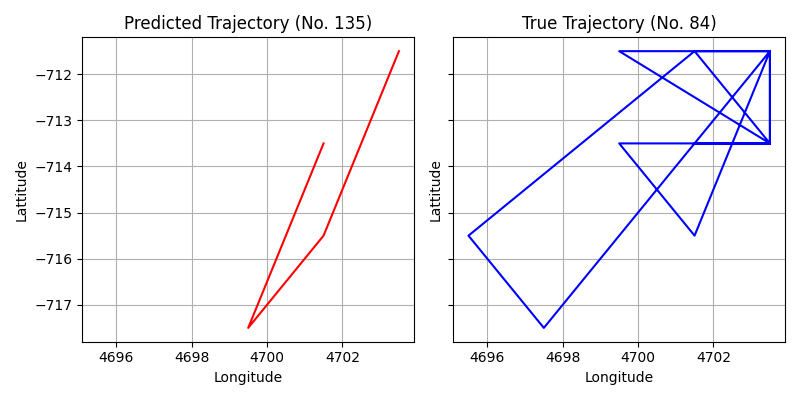 Predicted Trajectory (No. 135)
True Trajectory (No. 84)
Lattitude
−712
−713
−714
−715
−716
−717
4696
4698
4700
4702
Longitude
Lattitude
4696
4698
4700
4702
Longitude